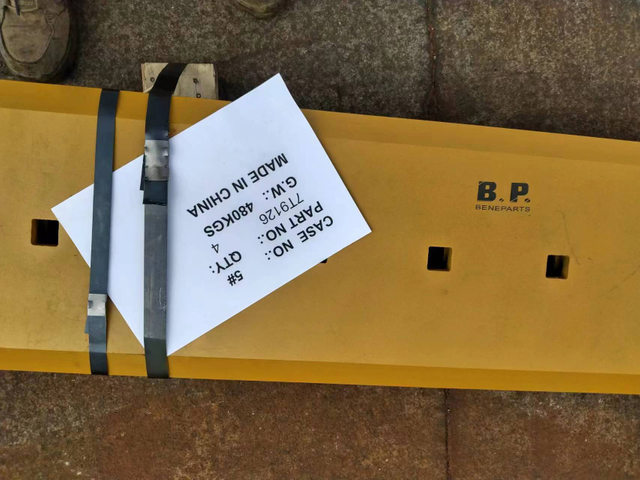 CASE NO.: 5#
PART NO.: QTY:
7T9126 4
G.W.: 480KGS
MADE IN CHINA
B.P.
BENEPARTS